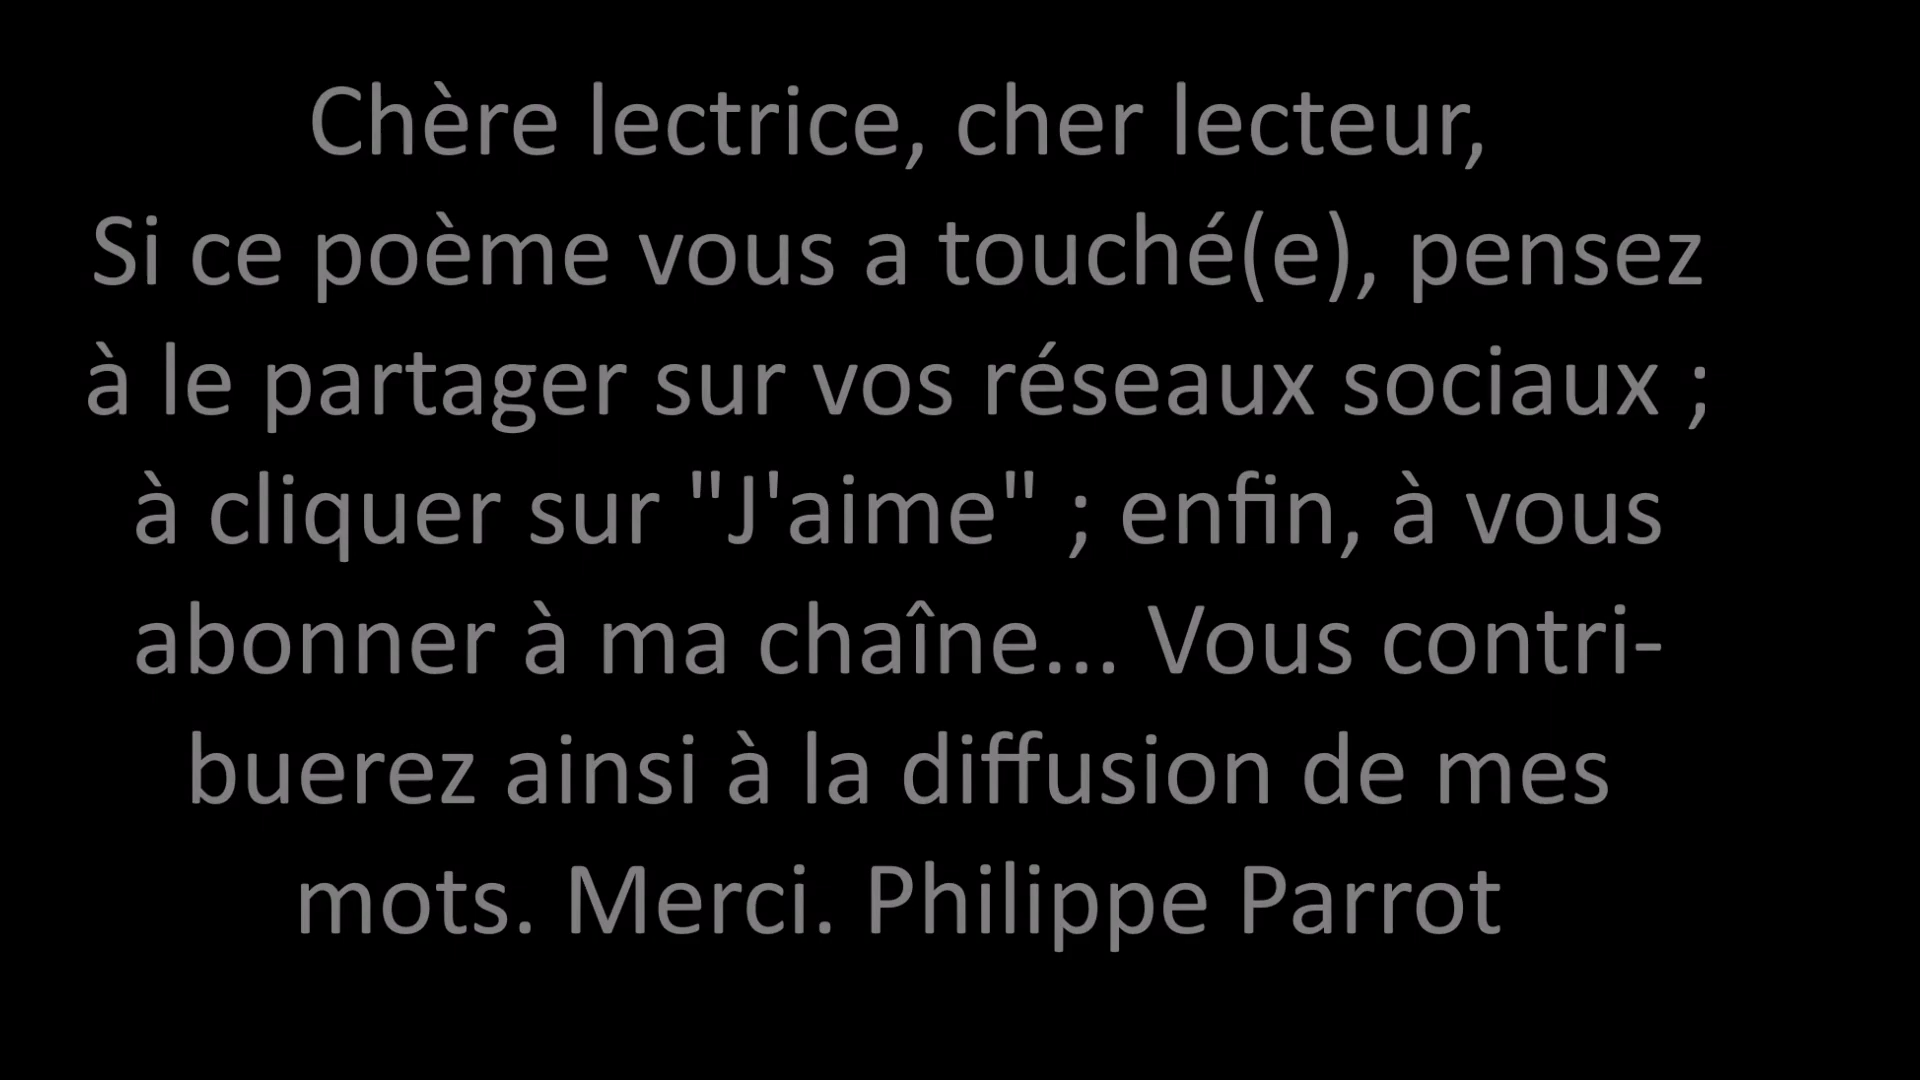 Chère lectrice, cher lecteur,
Si ce poème vous a touché(e), pensez
à le partager sur vos réseaux sociaux ;
à cliquer sur "J'aime" ; enfin, à vous
abonner à ma chaîne... Vous contri-
buerez ainsi à la diffusion de mes
mots. Merci. Philippe Parrot